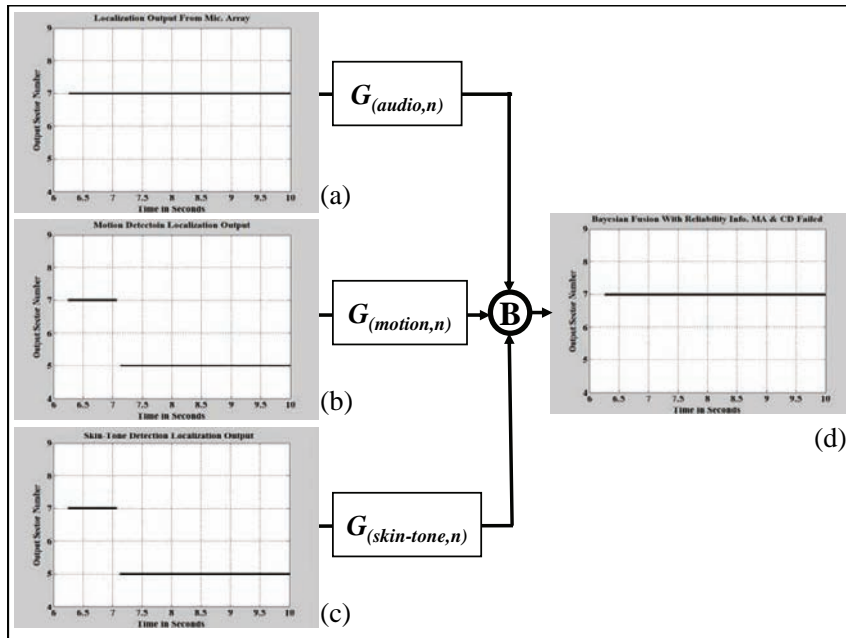 Localization Output From Mic. Array
Output Sector Number
9
8
7
6
5
4
6 6.5 7 7.5 8 8.5 9 9.5 10
Time in Seconds
(a)
G(audio,n)
Motion Detectoin Localization Output
Output Sector Number
9
8
7
6
5
4
6 6.5 7 7.5 8 8.5 9 9.5 10
Time in Seconds
(b)
G(motion,n)
B
Bayesian Fusion With Reliability Info. MA & CD Failed
Output Sector Number
9
8
7
6
5
4
6 6.5 7 7.5 8 8.5 9 9.5 10
Time in Seconds
(d)
Skin-Tone Detection Localization Output
Output Sector Number
9
8
7
6
5
4
6 6.5 7 7.5 8 8.5 9 9.5 10
Time in Seconds
(c)
G(skin-tone,n)